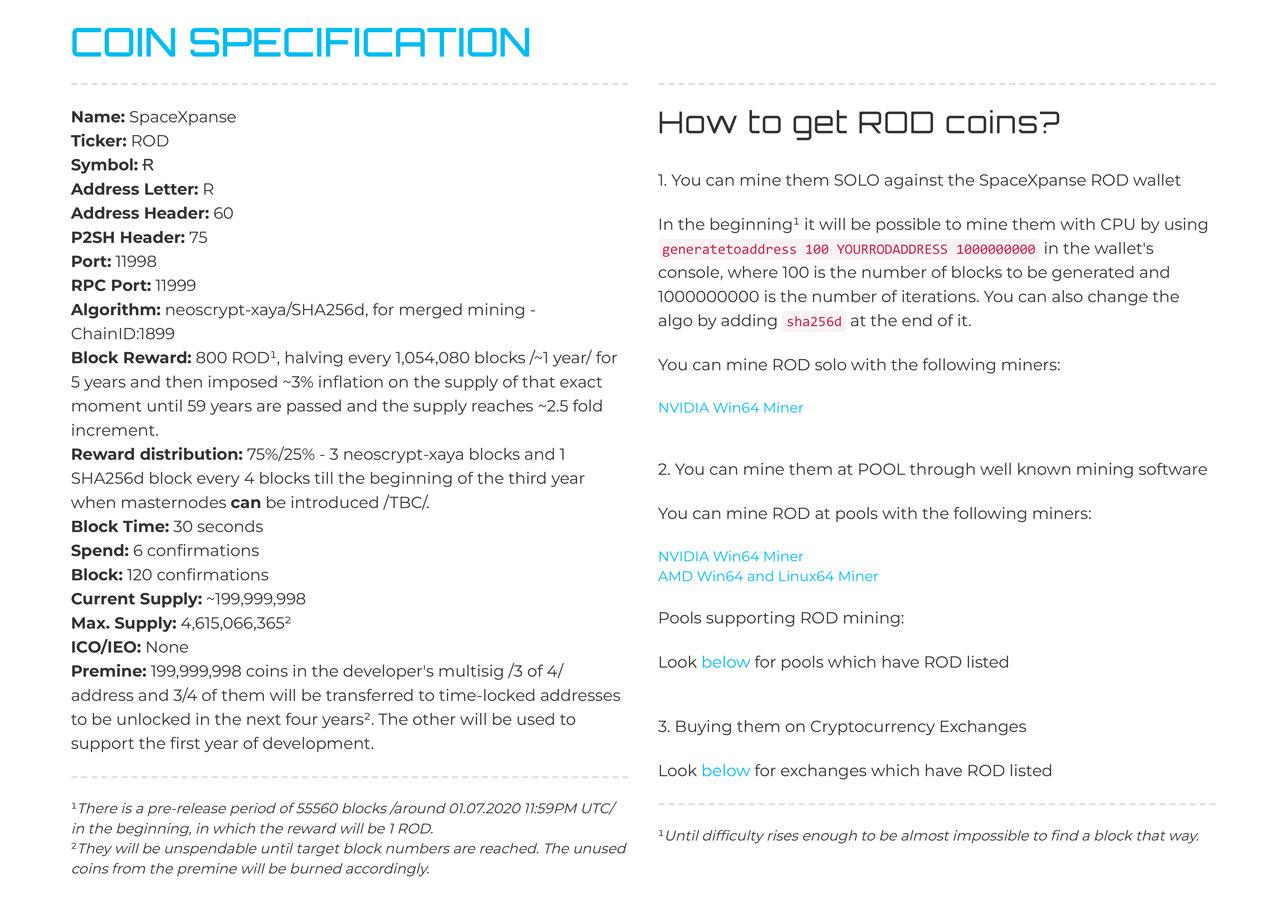 COIN SPECIFICATION
Name: SpaceXpanse
Ticker: ROD
Symbol: Ɍ
Address Letter: R
Address Header: 60
P2SH Header: 75
Port: 11998
RPC Port: 11999
Algorithm: neoscrypt-xaya/SHA256d, for merged mining -
ChainID:1899
Block Reward: 800 ROD¹, halving every 1,054,080 blocks /~1 year/ for
5 years and then imposed ~3% inflation on the supply of that exact
moment until 59 years are passed and the supply reaches ~2.5 fold
increment.
Reward distribution: 75%/25% - 3 neoscrypt-xaya blocks and 1
SHA256d block every 4 blocks till the beginning of the third year
when masternodes can be introduced /TBC/.
Block Time: 30 seconds
Spend: 6 confirmations
Block: 120 confirmations
Current Supply: ~199,999,998
Max. Supply: 4,615,066,365²
ICO/IEO: None
Premine: 199,999,998 coins in the developer's multisig /3 of 4/
address and 3/4 of them will be transferred to time-locked addresses
to be unlocked in the next four years². The other will be used to
support the first year of development.
¹There is a pre-release period of 55560 blocks /around 01.07.2020 11:59PM UTC/
in the beginning, in which the reward will be 1 ROD.
²They will be unspendable until target block numbers are reached. The unused
coins from the premine will be burned accordingly.
How to get ROD coins?
1. You can mine them SOLO against the SpaceXpanse ROD wallet
In the beginning¹ it will be possible to mine them with CPU by using
generatetoaddress 100 YOURRODADDRESS 1000000000 in the wallet's
console, where 100 is the number of blocks to be generated and
1000000000 is the number of iterations. You can also change the
algo by adding sha256d at the end of it.
You can mine ROD solo with the following miners:
NVIDIA Win64 Miner
2. You can mine them at POOL through well known mining software
You can mine ROD at pools with the following miners:
NVIDIA Win64 Miner
AMD Win64 and Linux64 Miner
Pools supporting ROD mining:
Look below for pools which have ROD listed
3. Buying them on Cryptocurrency Exchanges
Look below for exchanges which have ROD listed
¹Until difficulty rises enough to be almost impossible to find a block that way.